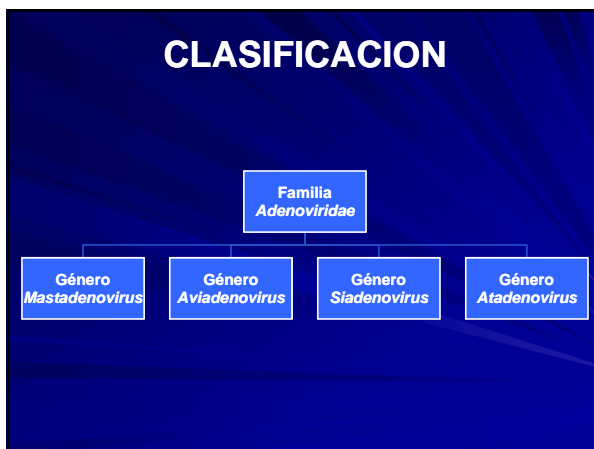 CLASIFICACION
Familia
Adenoviridae
Género
Mastadenovirus
Género
Aviadenovirus
Género
Siadenovirus
Género
Atadenovirus